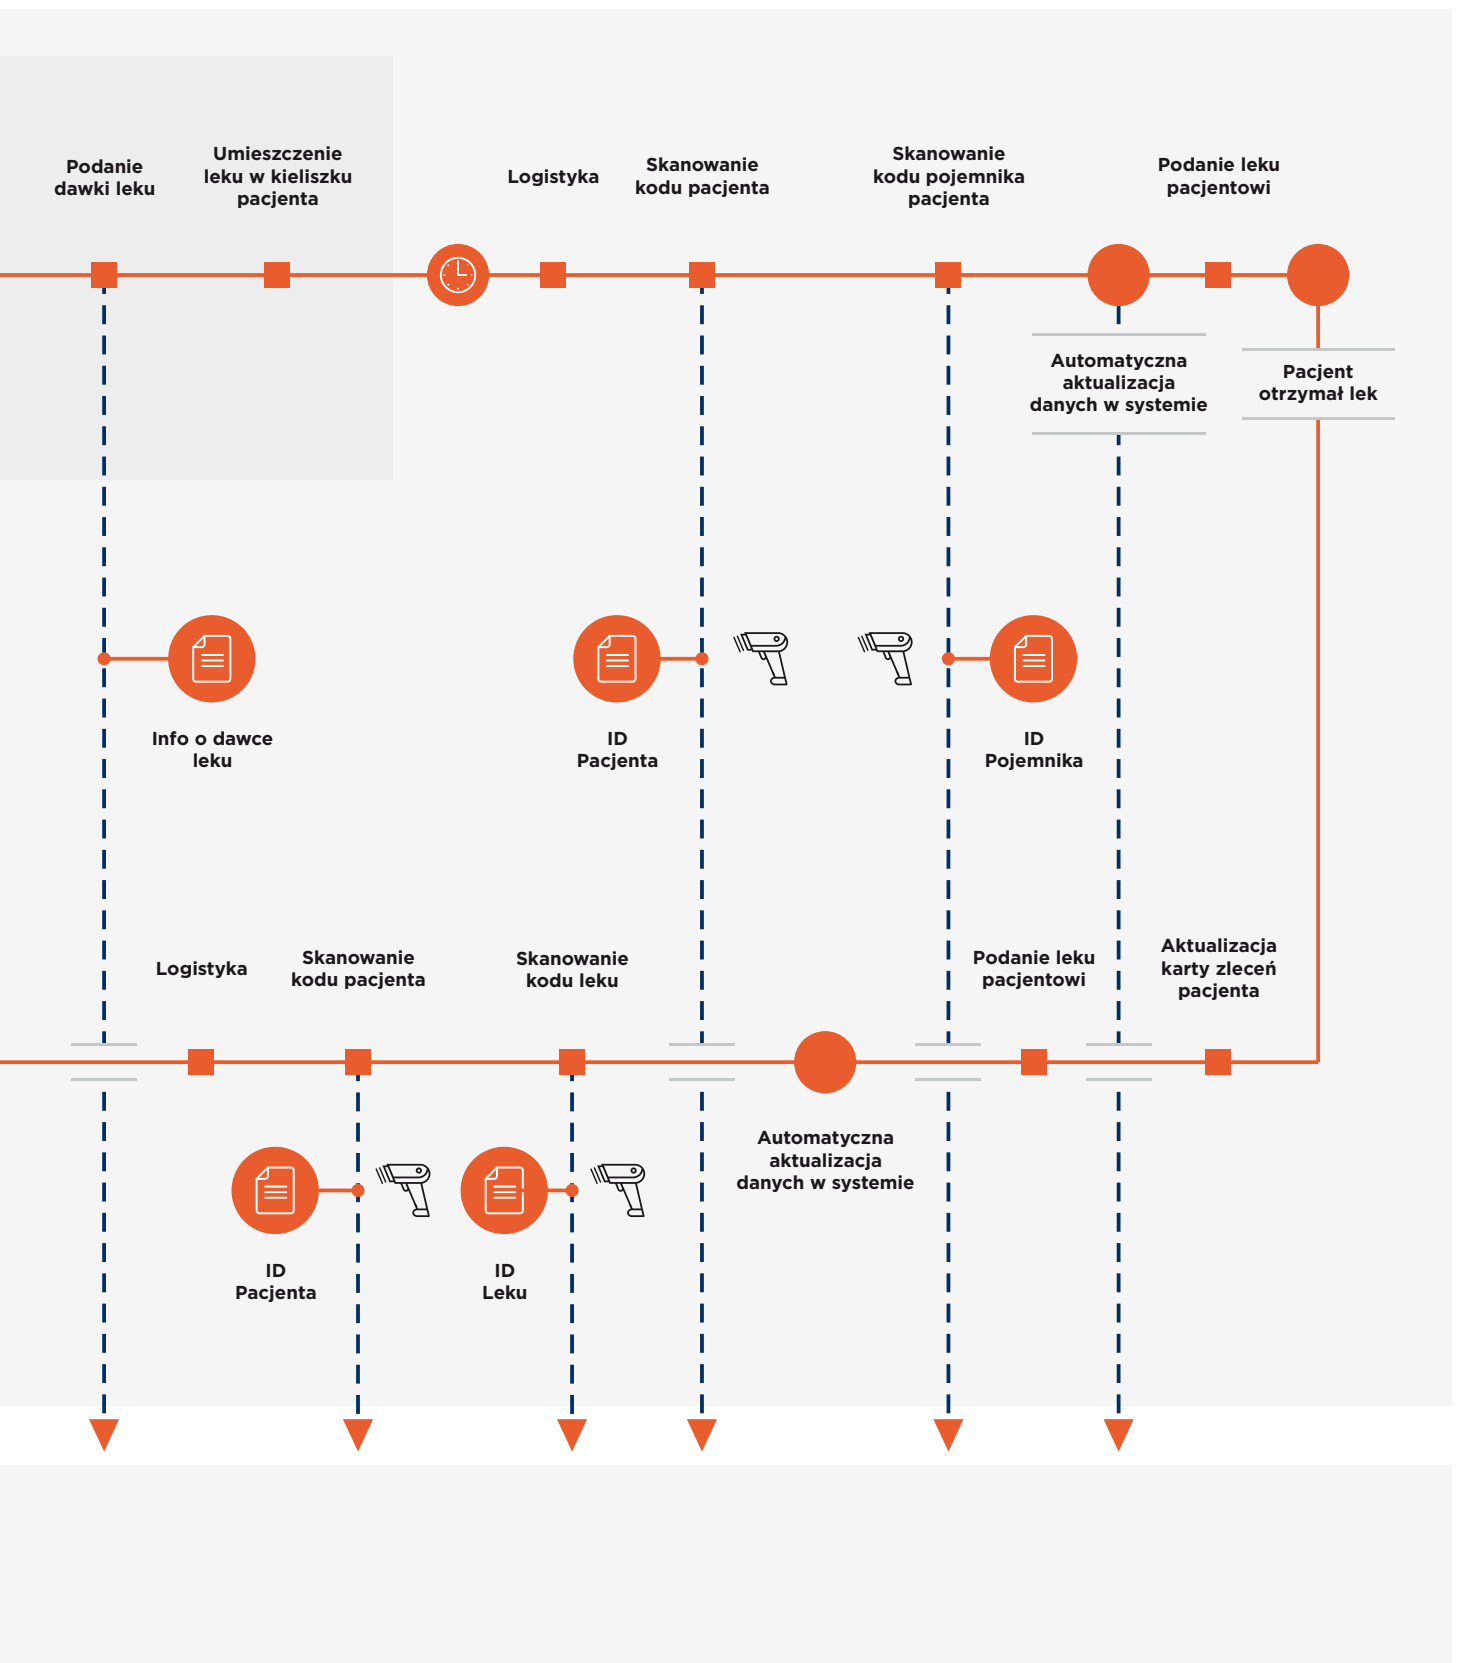 Podanie
dawki leku
Umieszczenie
leku w kieliszku
pacjenta
Logistyka
Skanowanie
kodu pacjenta
Skanowanie
kodu pojemnika
pacjenta
Podanie leku
pacjentowi
Automatyczna
aktualizacja
danych w systemie
Pacjent
otrzymał lek
Info o dawce
leku
ID
Pacjenta
ID
Pojemnika
Logistyka
Skanowanie
kodu pacjenta
Skanowanie
kodu leku
Podanie leku
pacjentowi
Aktualizacja
karty zleceń
pacjenta
Automatyczna
aktualizacja
danych w systemie
ID
Pacjenta
ID
Leku